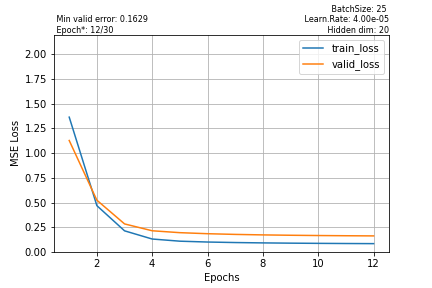 Min valid error: 0.1629
Epoch*: 12/30
BatchSize: 25
Learn.Rate: 4.00e-05
Hidden dim: 20
train_loss
valid_loss
2.00
1.75
1.50
1.25
1.00
0.75
0.50
0.25
0.00
MSE Loss
2 4 6 8 10 12
Epochs